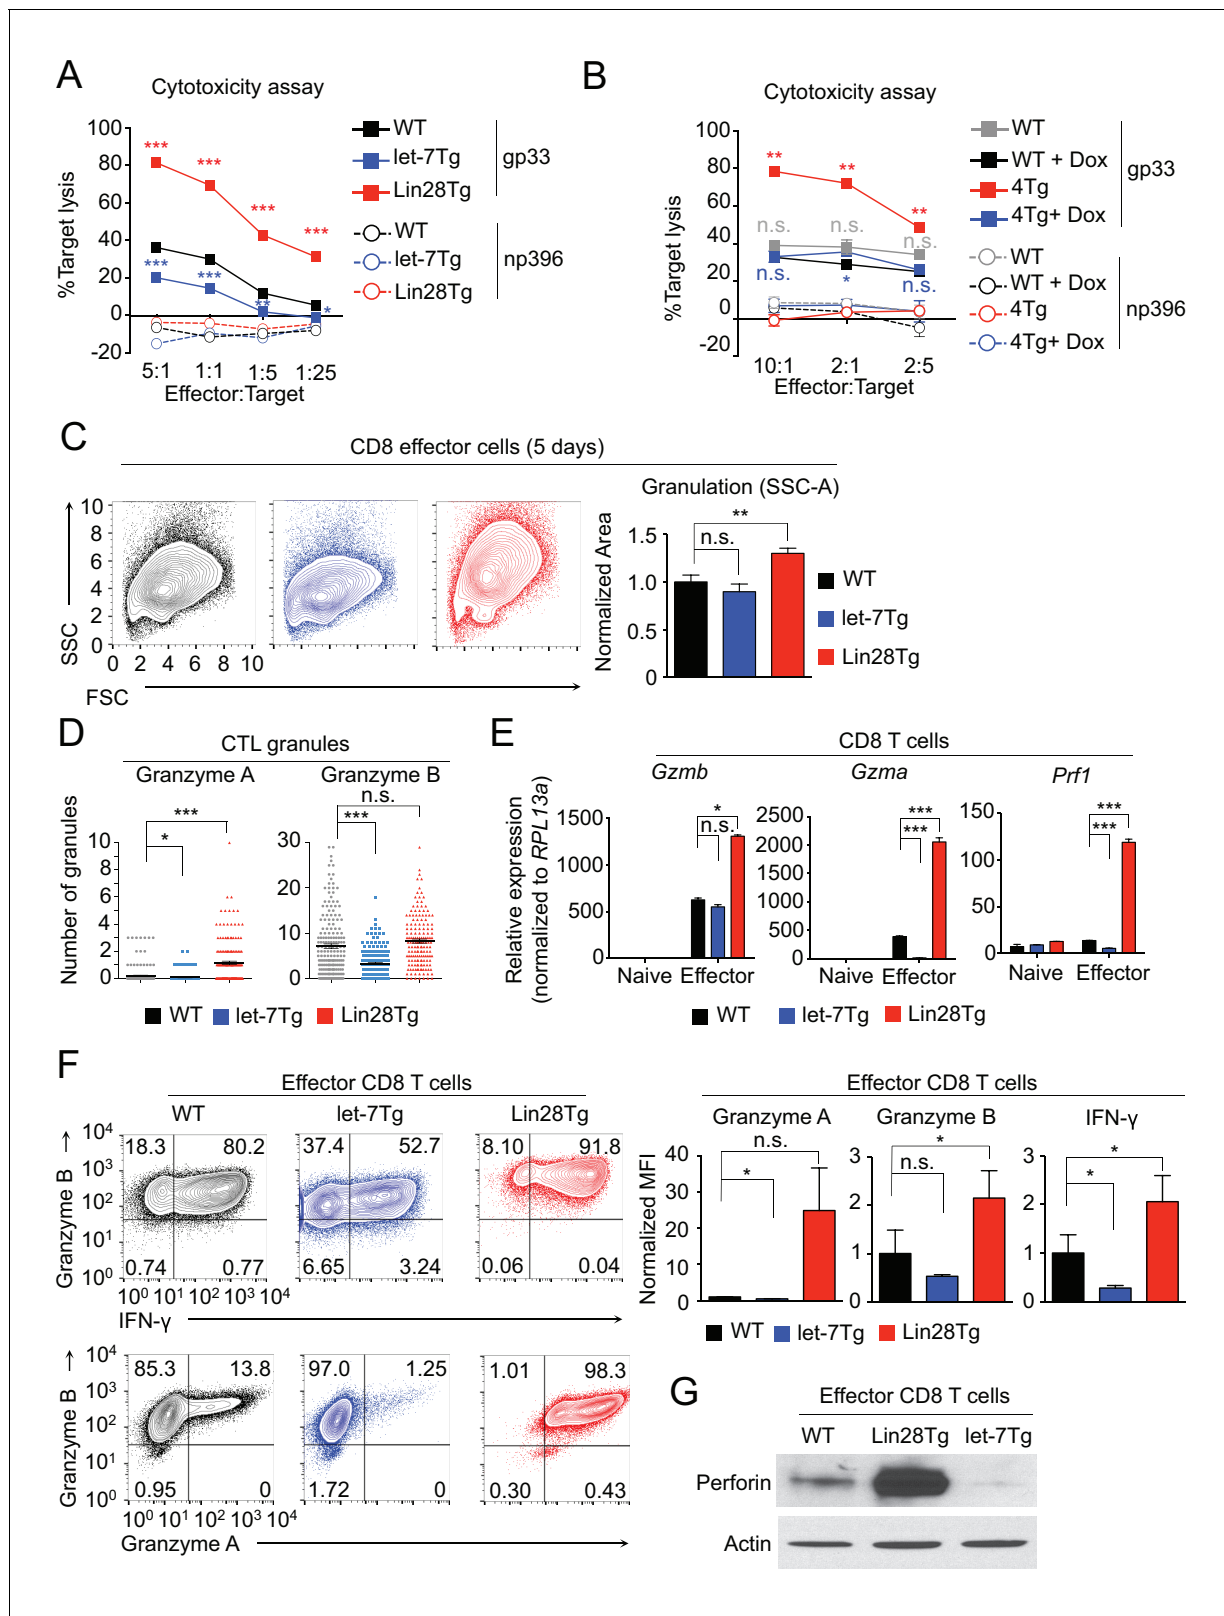 A
Cytotoxicity assay
100
80
60
40
20
0
-20
%Target lysis
***
***
***
***
***
***
**
*
5:1 1:1 1:5 1:25
Effector:Target
WT
let-7Tg
Lin28Tg
gp33
WT
let-7Tg
Lin28Tg
np396
B
Cytotoxicity assay
100
80
60
40
20
0
-20
%Target lysis
**
**
**
n.s. n.s. n.s.
n.s. * n.s.
10:1 2:1 2:5
Effector:Target
WT
WT + Dox
4Tg
4Tg+ Dox
gp33
WT
WT + Dox
4Tg
4Tg+ Dox
np396
C
CD8 effector cells (5 days)
10
8
6
4
2
0
SSC
0 2 4 6 8 10
FSC
Granulation (SSC-A)
**
n.s.
1.5
1.0
0.5
0
Normalized Area
WT
let-7Tg
Lin28Tg
D
CTL granules
Granzyme A
Granzyme B
Number of granules
10
8
6
4
2
0
***
*
30
20
10
0
n.s.
***
WT let-7Tg Lin28Tg
E
CD8 T cells
Gzmb
Gzma
Prf1
Relative expression
(normalized to RPL13a)
1500
1000
500
0
*
n.s.
Naive Effector
2500
2000
1500
1000
500
0
***
***
Naive Effector
150
100
50
0
***
***
Naive Effector
WT let-7Tg Lin28Tg
F
Effector CD8 T cells
WT let-7Tg Lin28Tg
10⁴
10³
10²
10¹
10⁰
Granzyme B
18.3 80.2
0.74 0.77
37.4 52.7
6.65 3.24
8.10 91.8
0.06 0.04
10⁰ 10¹ 10² 10³ 10⁴
IFN-γ
10⁴
10³
10²
10¹
10⁰
Granzyme B
85.3 13.8
0.95 0
97.0 1.25
1.72 0
1.01 98.3
0.30 0.43
10⁰ 10¹ 10² 10³ 10⁴
Granzyme A
Effector CD8 T cells
Granzyme A
Granzyme B
IFN-γ
Normalized MFI
40
30
20
10
0
n.s.
*
3
2
1
0
*
n.s.
3
2
1
0
*
*
WT let-7Tg Lin28Tg
G
Effector CD8 T cells
WT Lin28Tg let-7Tg
Perforin
Actin